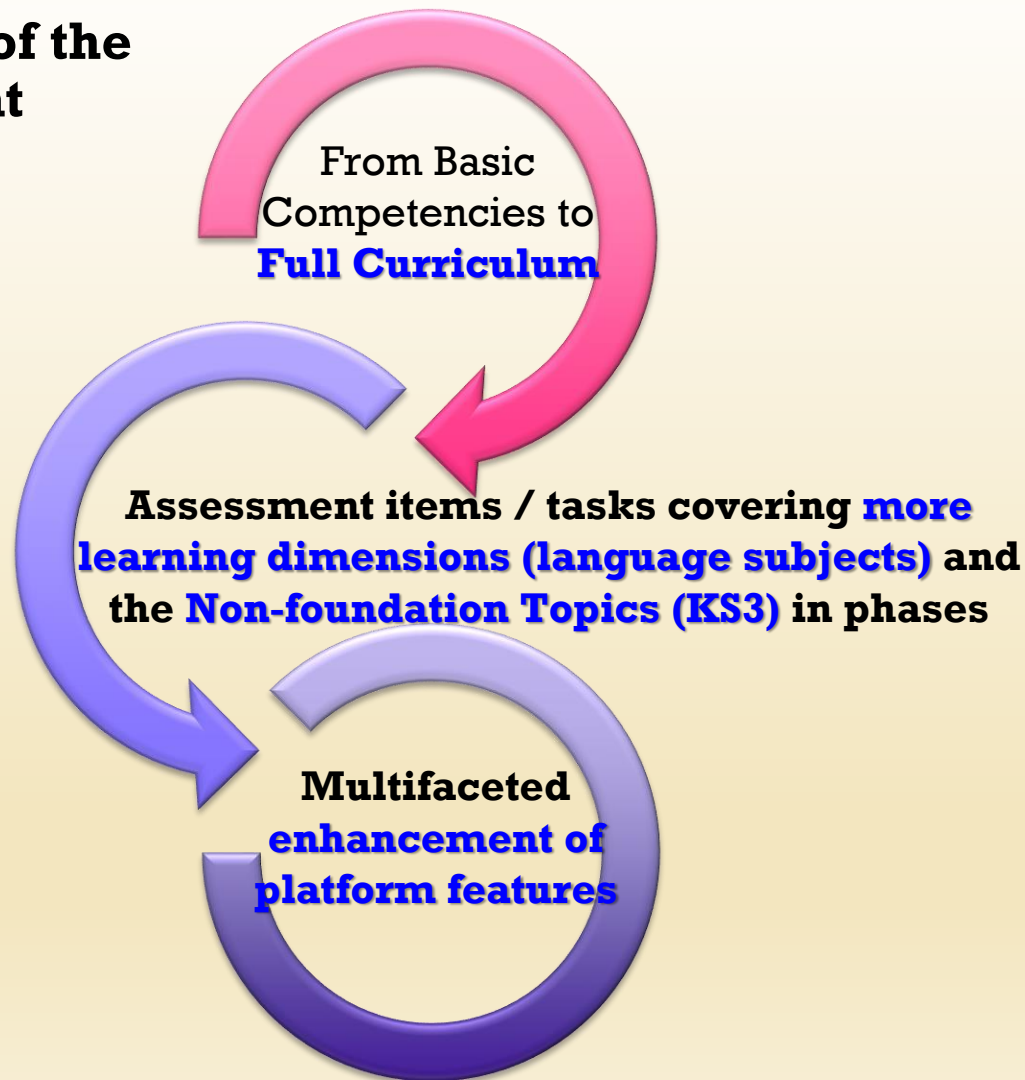 of the
From Basic
Competencies to
Full Curriculum
Assessment items / tasks covering more
learning dimensions (language subjects) and
the Non-foundation Topics (KS3) in phases
Multifaceted
enhancement of
platform features